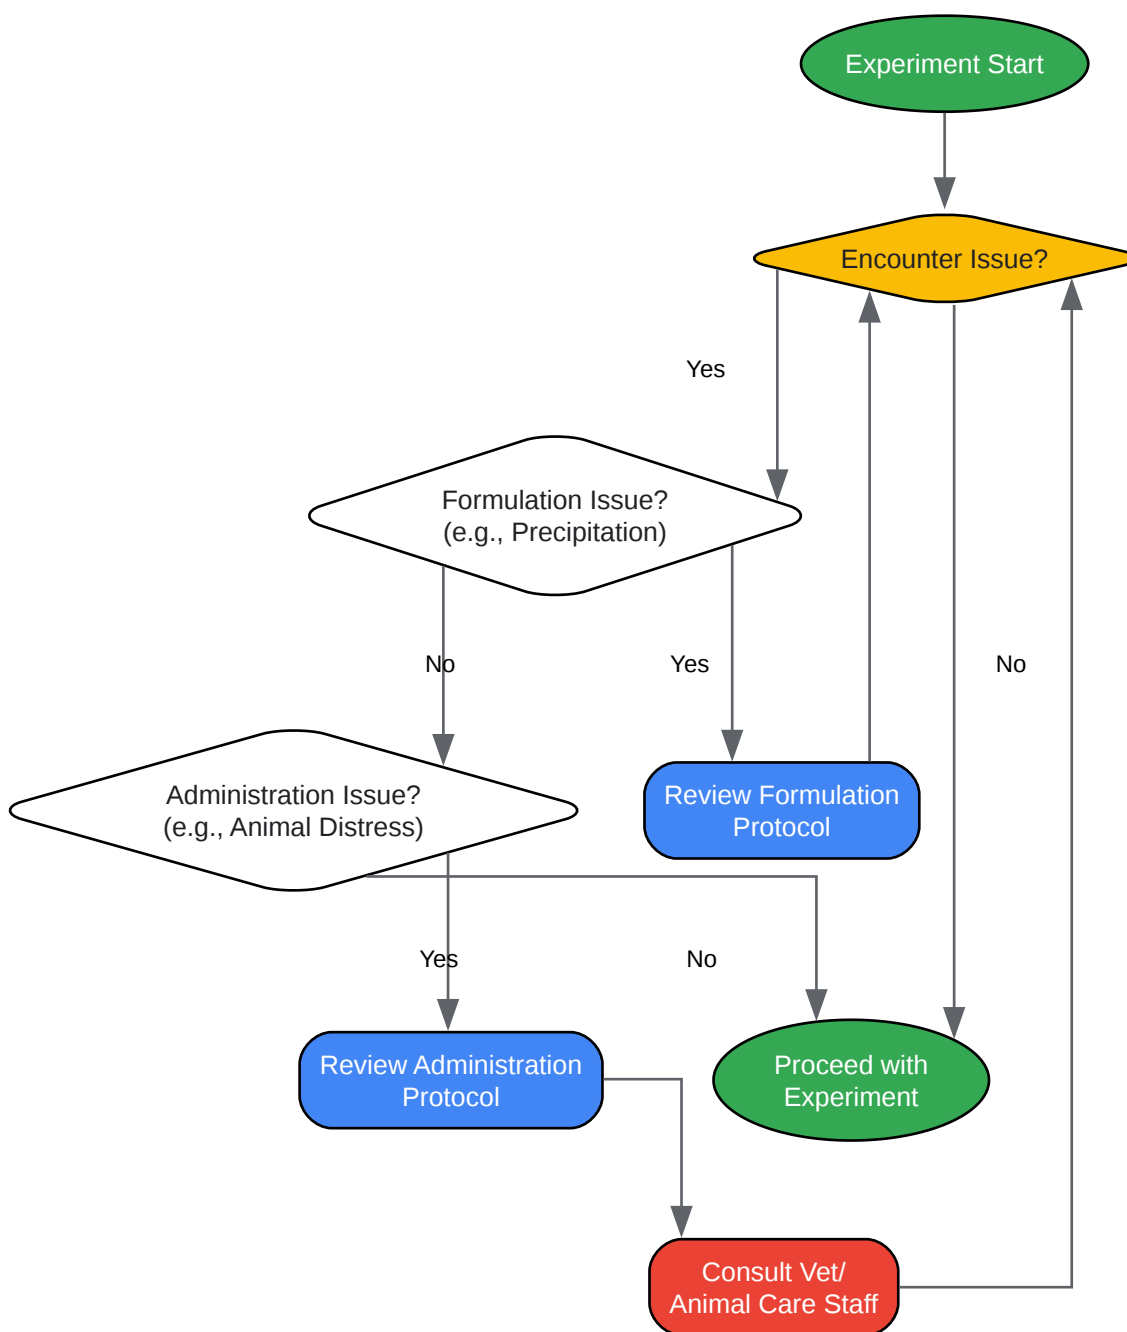 Experiment Start
Encounter Issue?
Yes
Formulation Issue?
(e.g., Precipitation)
No
Yes
No
Administration Issue?
(e.g., Animal Distress)
Review Formulation
Protocol
Yes
No
Review Administration
Protocol
Proceed with
Experiment
Consult Vet/
Animal Care Staff